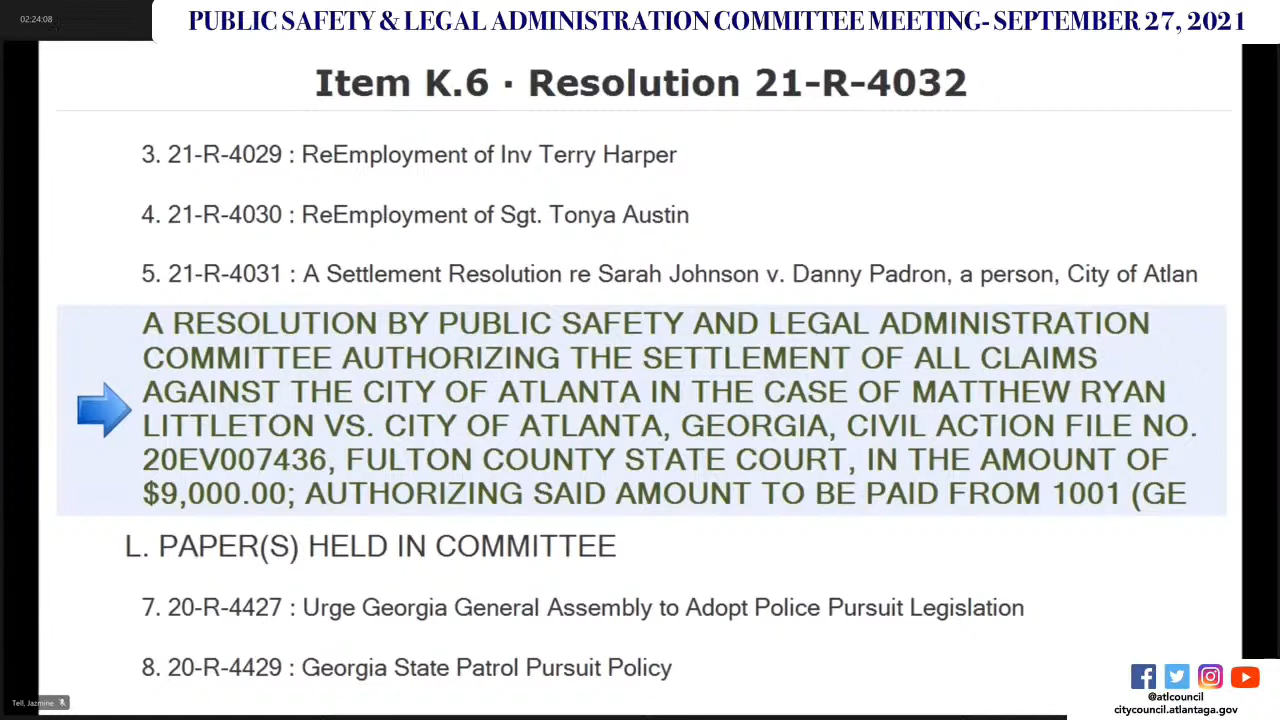 02:24:08
PUBLIC SAFETY & LEGAL ADMINISTRATION COMMITTEE MEETING- SEPTEMBER 27, 2021
Item K.6 · Resolution 21-R-4032
3. 21-R-4029 : ReEmployment of Inv Terry Harper
4. 21-R-4030 : ReEmployment of Sgt. Tonya Austin
5. 21-R-4031 : A Settlement Resolution re Sarah Johnson v. Danny Padron, a person, City of Atlan
A RESOLUTION BY PUBLIC SAFETY AND LEGAL ADMINISTRATION
COMMITTEE AUTHORIZING THE SETTLEMENT OF ALL CLAIMS
AGAINST THE CITY OF ATLANTA IN THE CASE OF MATTHEW RYAN
LITTLETON VS. CITY OF ATLANTA, GEORGIA, CIVIL ACTION FILE NO.
20EV007436, FULTON COUNTY STATE COURT, IN THE AMOUNT OF
$9,000.00; AUTHORIZING SAID AMOUNT TO BE PAID FROM 1001 (GE
L. PAPER(S) HELD IN COMMITTEE
7. 20-R-4427 : Urge Georgia General Assembly to Adopt Police Pursuit Legislation
8. 20-R-4429 : Georgia State Patrol Pursuit Policy
Tell, Jazmine
@atlcouncil
citycouncil.atlantaga.gov